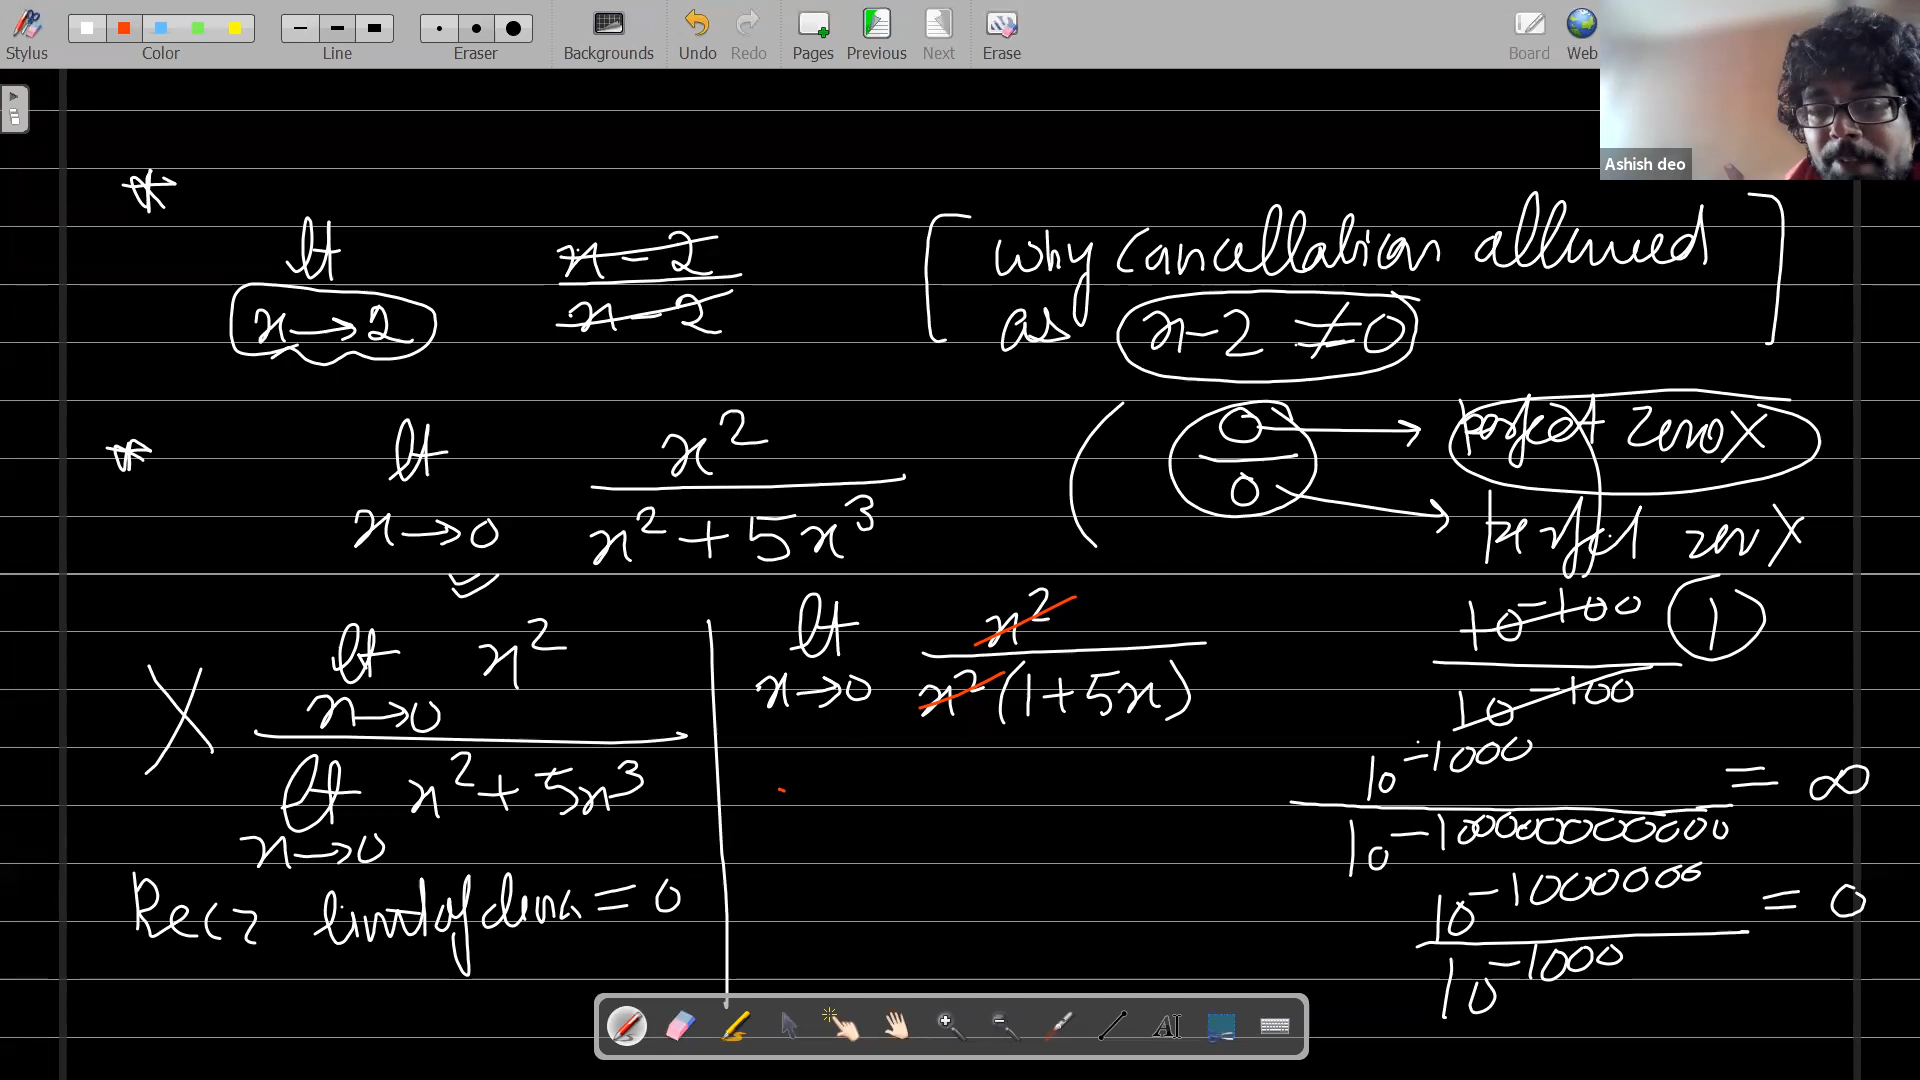 Stylus Color Line Eraser Backgrounds Undo Redo Pages Previous Next Erase Board Web
Ashish deo
lt x-2
x→2 x-2
[ why cancellation allowed
as x-2 ≠ 0 ]
lt x²
x→0 x²+5x³
0 → perfect zero X
0 → perfect zero X
X lt x²
x→0
lt x²+5x³
x→0
limit of deno = 0
lt x²
x→0 x²(1+5x)
10⁻¹⁰⁰ 1
10⁻¹⁰⁰
10⁻¹⁰⁰⁰
= ∞
10⁻¹⁰⁰⁰⁰⁰⁰⁰⁰⁰⁰⁰
10⁻¹⁰⁰⁰⁰⁰⁰
= 0
10⁻¹⁰⁰⁰